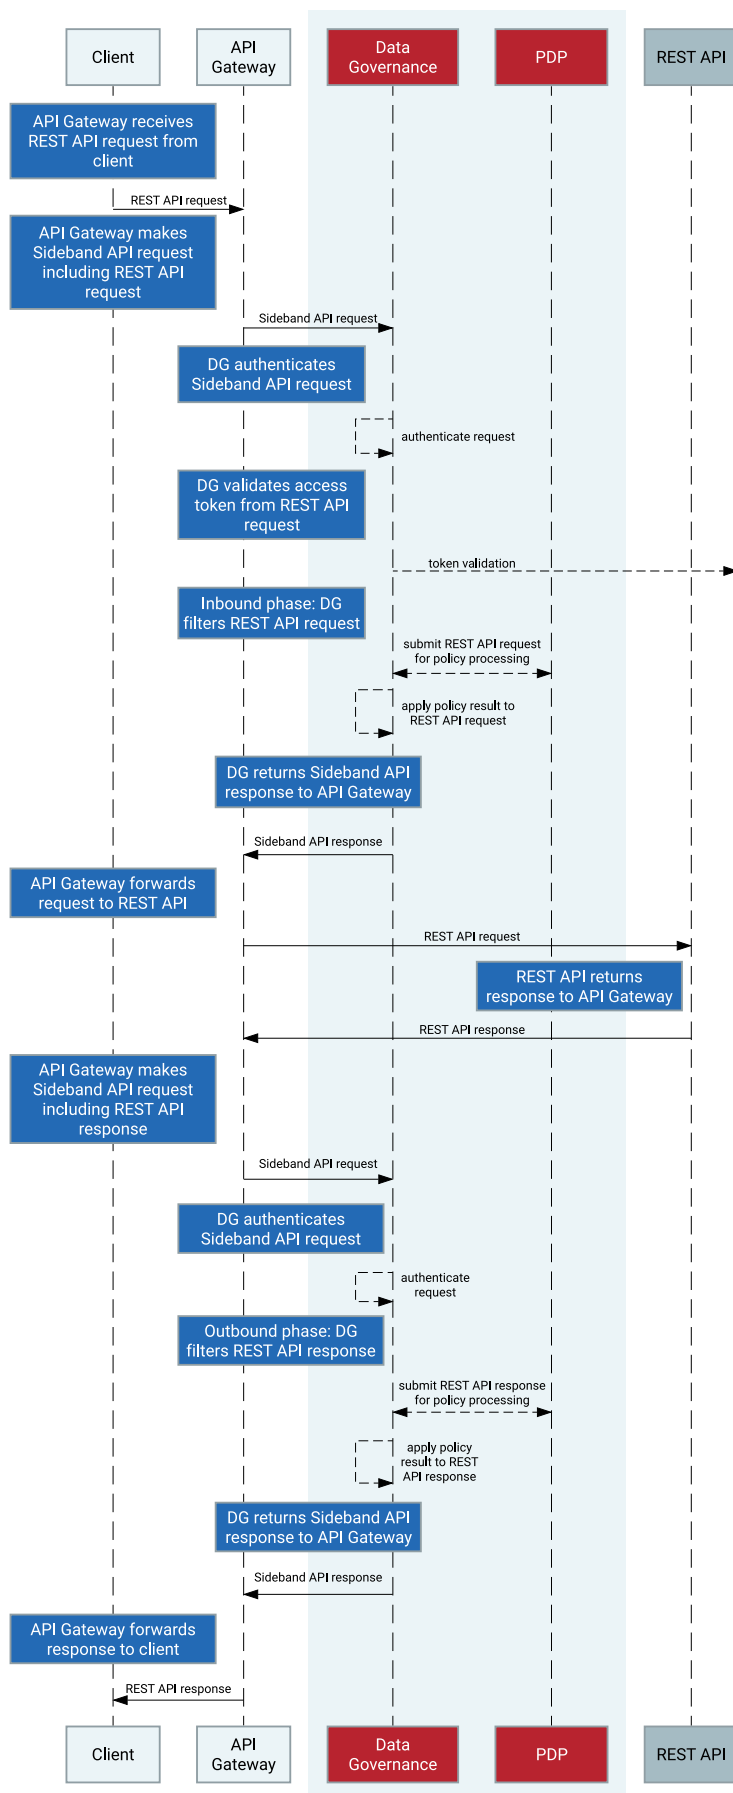 Client
API
Gateway
Data
Governance
PDP
REST API
API Gateway receives
REST API request from
client
REST API request
API Gateway makes
Sideband API request
including REST API
request
Sideband API request
DG authenticates
Sideband API request
authenticate request
DG validates access
token from REST API
request
token validation
Inbound phase: DG
filters REST API request
submit REST API request
for policy processing
apply policy result to
REST API request
DG returns Sideband API
response to API Gateway
Sideband API response
API Gateway forwards
request to REST API
REST API request
REST API returns
response to API Gateway
REST API response
API Gateway makes
Sideband API request
including REST API
response
Sideband API request
DG authenticates
Sideband API request
authenticate
request
Outbound phase: DG
filters REST API response
submit REST API response
for policy processing
apply policy
result to REST
API response
DG returns Sideband API
response to API Gateway
Sideband API response
API Gateway forwards
response to client
REST API response
Client
API
Gateway
Data
Governance
PDP
REST API